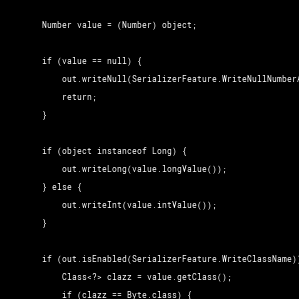 Number value = (Number) object;
if (value == null) {
out.writeNull(SerializerFeature.WriteNullNumber
return;
}
if (object instanceof Long) {
out.writeLong(value.longValue());
} else {
out.writeInt(value.intValue());
}
if (out.isEnabled(SerializerFeature.WriteClassName))
Class<?> clazz = value.getClass();
if (clazz == Byte.class) {